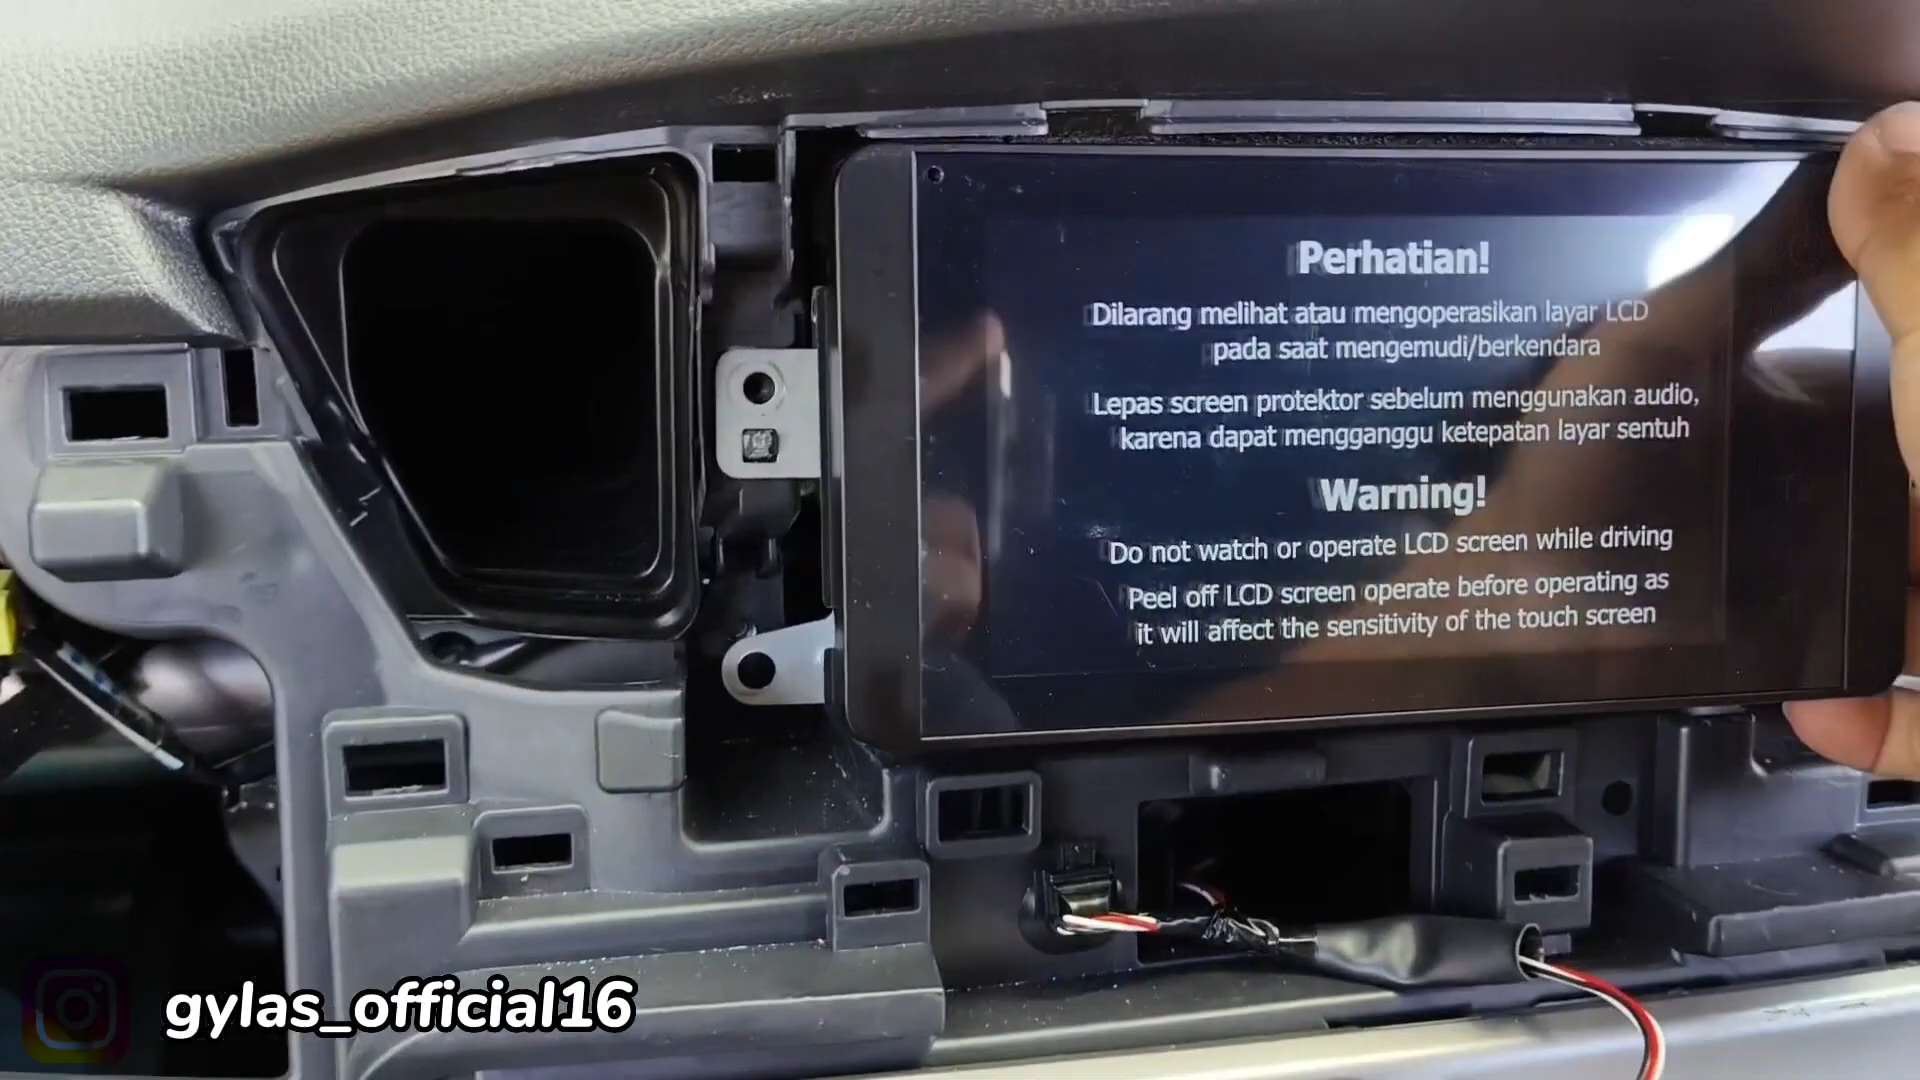 Perhatian!
Dilarang melihat atau mengoperasikan layar LCD
pada saat mengemudi/berkendara
Lepas screen protektor sebelum menggunakan audio,
karena dapat mengganggu ketepatan layar sentuh
Warning!
Do not watch or operate LCD screen while driving
Peel off LCD screen operate before operating as
it will affect the sensitivity of the touch screen
gylas_official16